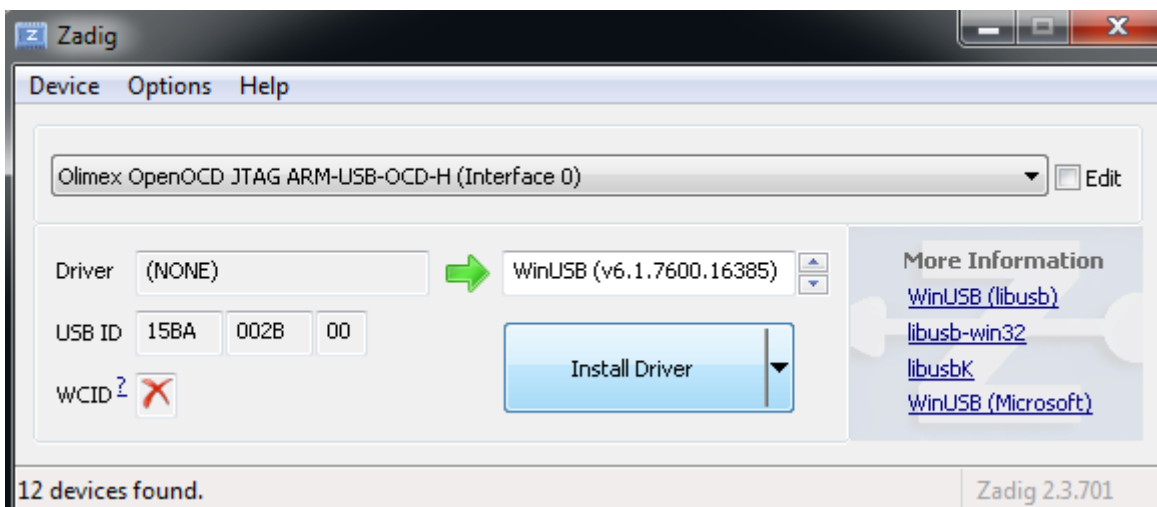 Zadig
Device Options Help
Olimex OpenOCD JTAG ARM-USB-OCD-H (Interface 0)
Edit
Driver (NONE) WinUSB (v6.1.7600.16385)
USB ID 15BA 002B 00
WCID ?
Install Driver
More Information
WinUSB (libusb)
libusb-win32
libusbK
WinUSB (Microsoft)
12 devices found.
Zadig 2.3.701